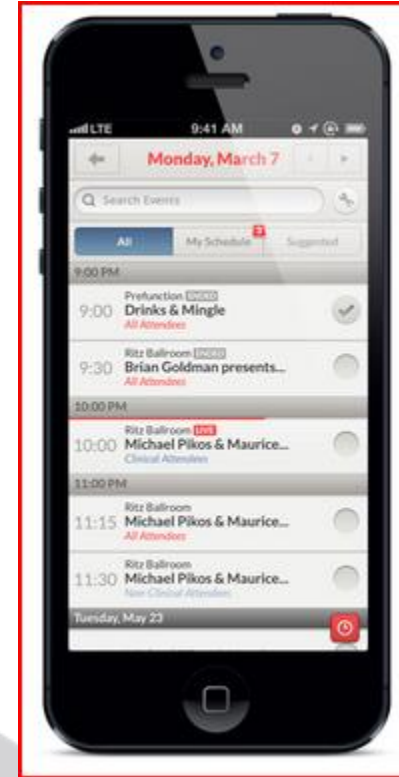 LTE 9:41 AM
Monday, March 7
Search Events
All My Schedule 3 Suggested
9:00 PM
Prefunction ENDED
9:00 Drinks & Mingle
All Attendees
Ritz Ballroom ENDED
9:30 Brian Goldman presents...
All Attendees
10:00 PM
Ritz Ballroom LIVE
10:00 Michael Pikos & Maurice...
Clinical Attendees
11:00 PM
Ritz Ballroom
11:15 Michael Pikos & Maurice...
All Attendees
Ritz Ballroom
11:30 Michael Pikos & Maurice...
Non Clinical Attendees
Tuesday, May 23